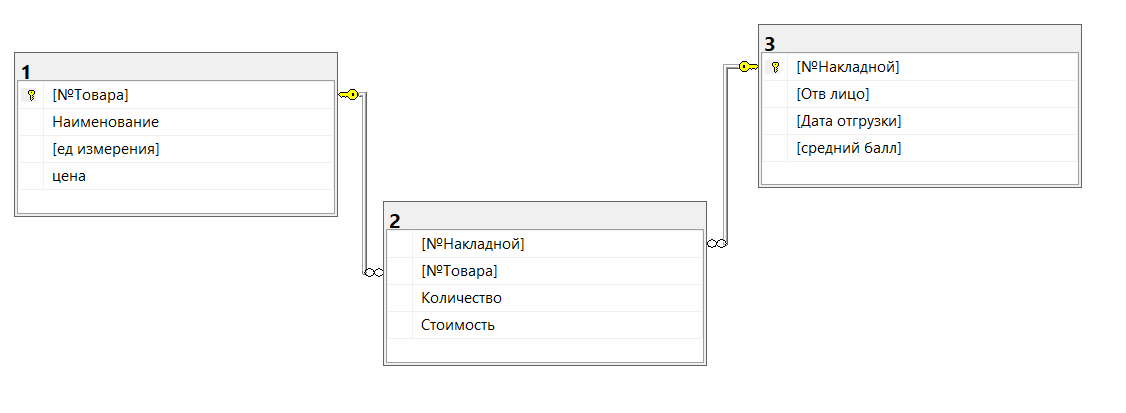 1
[№Товара]
Наименование
[ед измерения]
цена
2
[№Накладной]
[№Товара]
Количество
Стоимость
3
[№Накладной]
[Отв лицо]
[Дата отгрузки]
[средний балл]